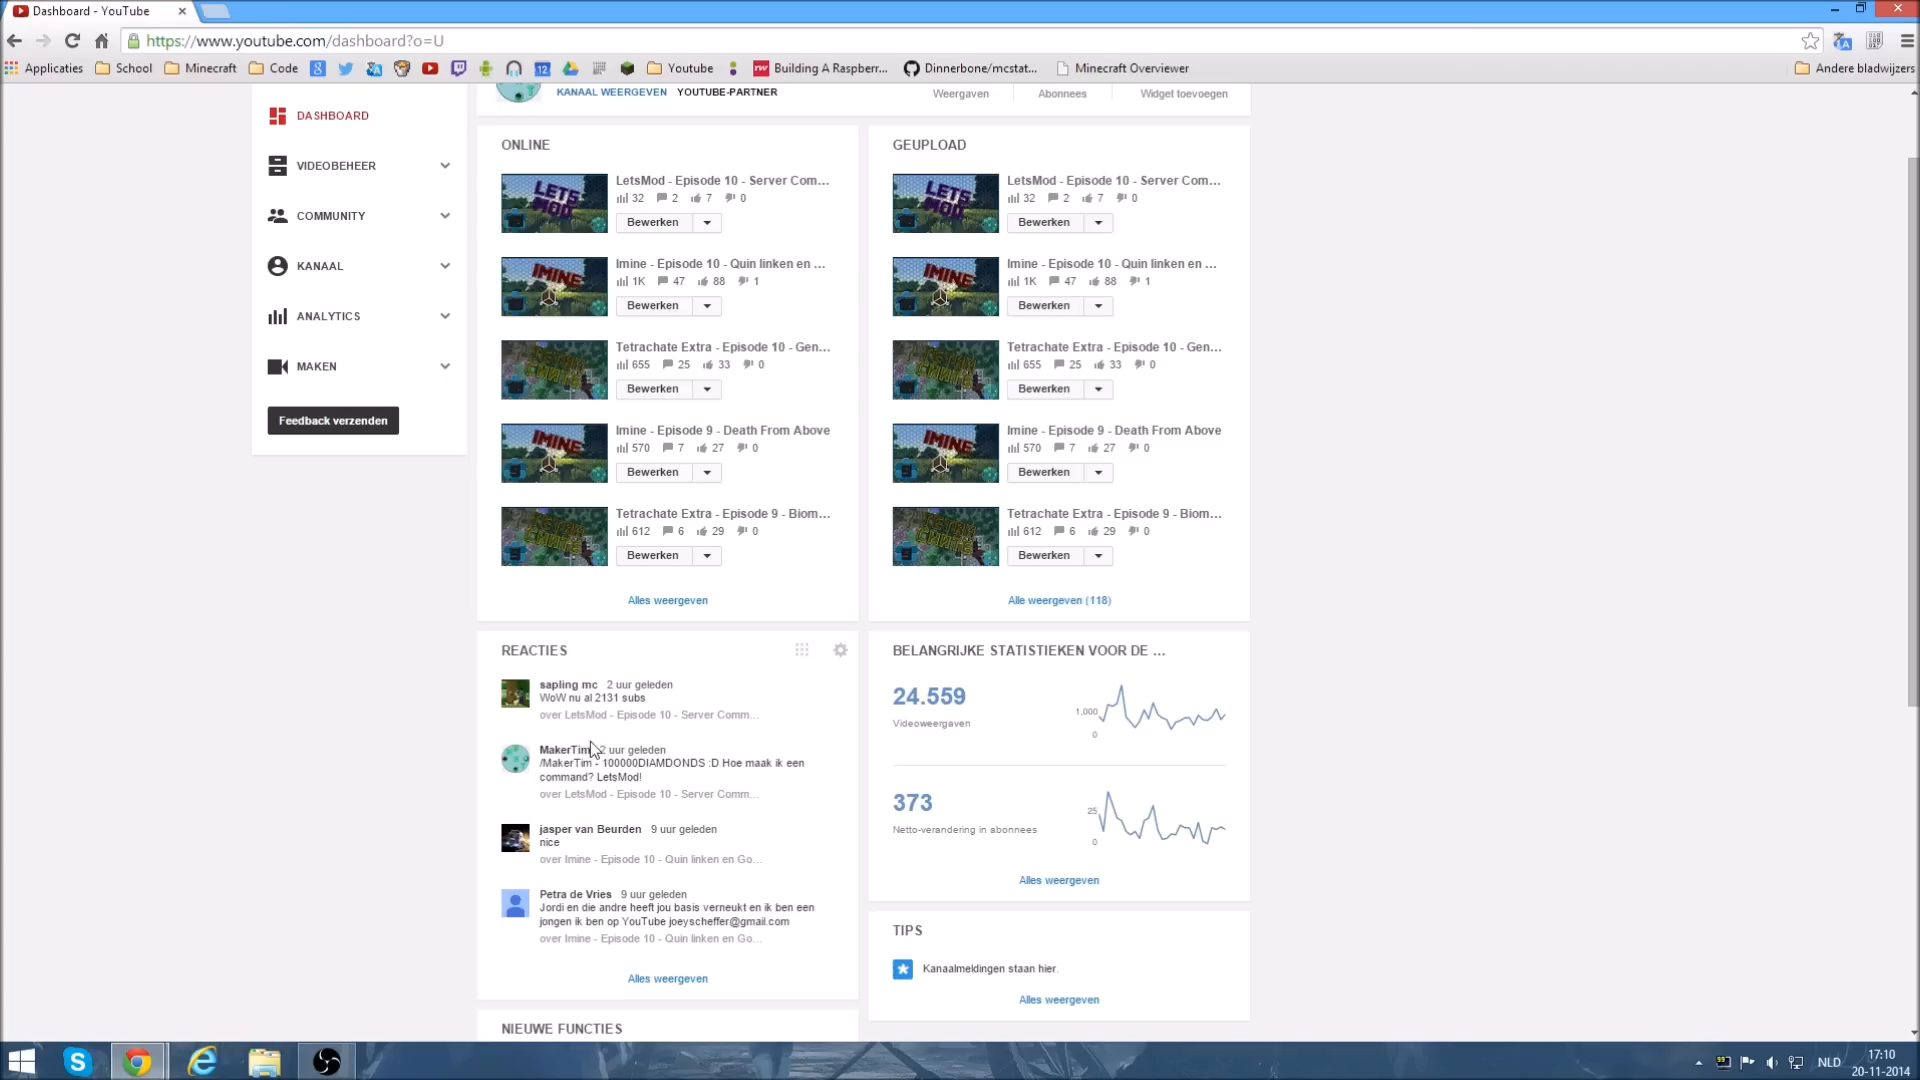 Dashboard - YouTube
https://www.youtube.com/dashboard?o=U
Applicaties School Minecraft Code 12 Youtube Building A Raspberr... Dinnerbone/mcstat... Minecraft Overviewer Andere bladwijzers
KANAAL WEERGEVEN YOUTUBE-PARTNER
Weergaven Abonnees Widget toevoegen
DASHBOARD
VIDEOBEHEER
COMMUNITY
KANAAL
ANALYTICS
MAKEN
Feedback verzenden
ONLINE
LETS MOD
LetsMod - Episode 10 - Server Com...
32 2 7 0
Bewerken
IMINE
Imine - Episode 10 - Quin linken en ...
1K 47 88 1
Bewerken
Tetrachate Extra - Episode 10 - Gen...
655 25 33 0
Bewerken
IMINE
Imine - Episode 9 - Death From Above
570 7 27 0
Bewerken
Tetrachate Extra - Episode 9 - Biom...
612 6 29 0
Bewerken
Alles weergeven
GEUPLOAD
LETS MOD
LetsMod - Episode 10 - Server Com...
32 2 7 0
Bewerken
IMINE
Imine - Episode 10 - Quin linken en ...
1K 47 88 1
Bewerken
Tetrachate Extra - Episode 10 - Gen...
655 25 33 0
Bewerken
IMINE
Imine - Episode 9 - Death From Above
570 7 27 0
Bewerken
Tetrachate Extra - Episode 9 - Biom...
612 6 29 0
Bewerken
Alle weergeven (118)
REACTIES
sapling mc 2 uur geleden
WoW nu al 2131 subs
over LetsMod - Episode 10 - Server Comm...
MakerTim 2 uur geleden
/MakerTim - 100000DIAMDONDS :D Hoe maak ik een
command? LetsMod!
over LetsMod - Episode 10 - Server Comm...
jasper van Beurden 9 uur geleden
nice
over Imine - Episode 10 - Quin linken en Go...
Petra de Vries 9 uur geleden
Jordi en die andre heeft jou basis verneukt en ik ben een
jongen ik ben op YouTube joeyscheffer@gmail.com
over Imine - Episode 10 - Quin linken en Go...
Alles weergeven
NIEUWE FUNCTIES
BELANGRIJKE STATISTIEKEN VOOR DE ...
24.559
Videoweergaven
1,000
0
373
Netto-verandering in abonnees
25
0
Alles weergeven
TIPS
Kanaalmeldingen staan hier.
Alles weergeven
NLD
17:10
20-11-2014